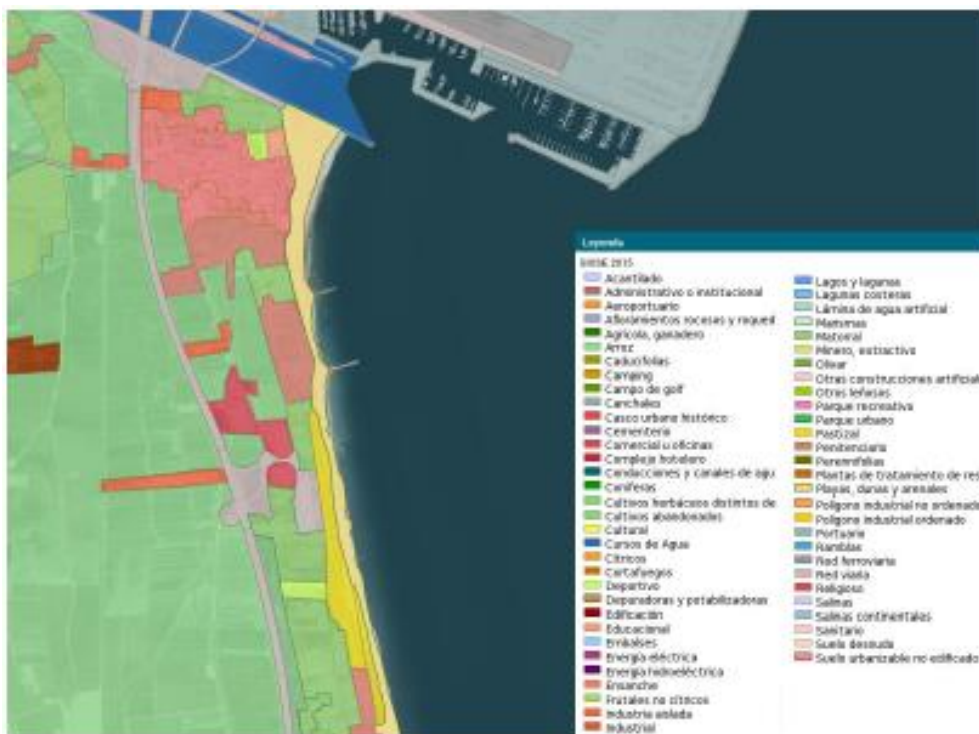 Leyenda
SIOSE 2015
Acantilado
Administrativo o institucional
Aeroportuario
Afloramientos rocosos y roqued
Agrícola, ganadero
Arroz
Caducifolias
Camping
Campo de golf
Canchales
Casco urbano histórico
Cementerio
Comercial u oficinas
Complejo hotelero
Conducciones y canales de agu
Coníferas
Cultivos herbáceos distintos de
Cultivos abandonados
Cultural
Cursos de Agua
Cítricos
Cortafuegos
Deportivo
Depuradoras y potabilizadoras
Edificación
Educacional
Embalses
Energía eléctrica
Energía hidroeléctrica
Ensanche
Frutales no cítricos
Industria aislada
Industrial
Lagos y lagunas
Lagunas costeras
Lámina de agua artificial
Marismas
Matorral
Minero, extractivo
Olivar
Otras construcciones artificial
Otras leñosas
Parque recreativo
Parque urbano
Pastizal
Penitenciario
Perennifolias
Plantas de tratamiento de res
Playas, dunas y arenales
Polígono industrial no ordenado
Polígono industrial ordenado
Portuario
Ramblas
Red ferroviaria
Red viaria
Religioso
Salinas
Salinas continentales
Sanitario
Suelo desnudo
Suelo urbanizable no edificado